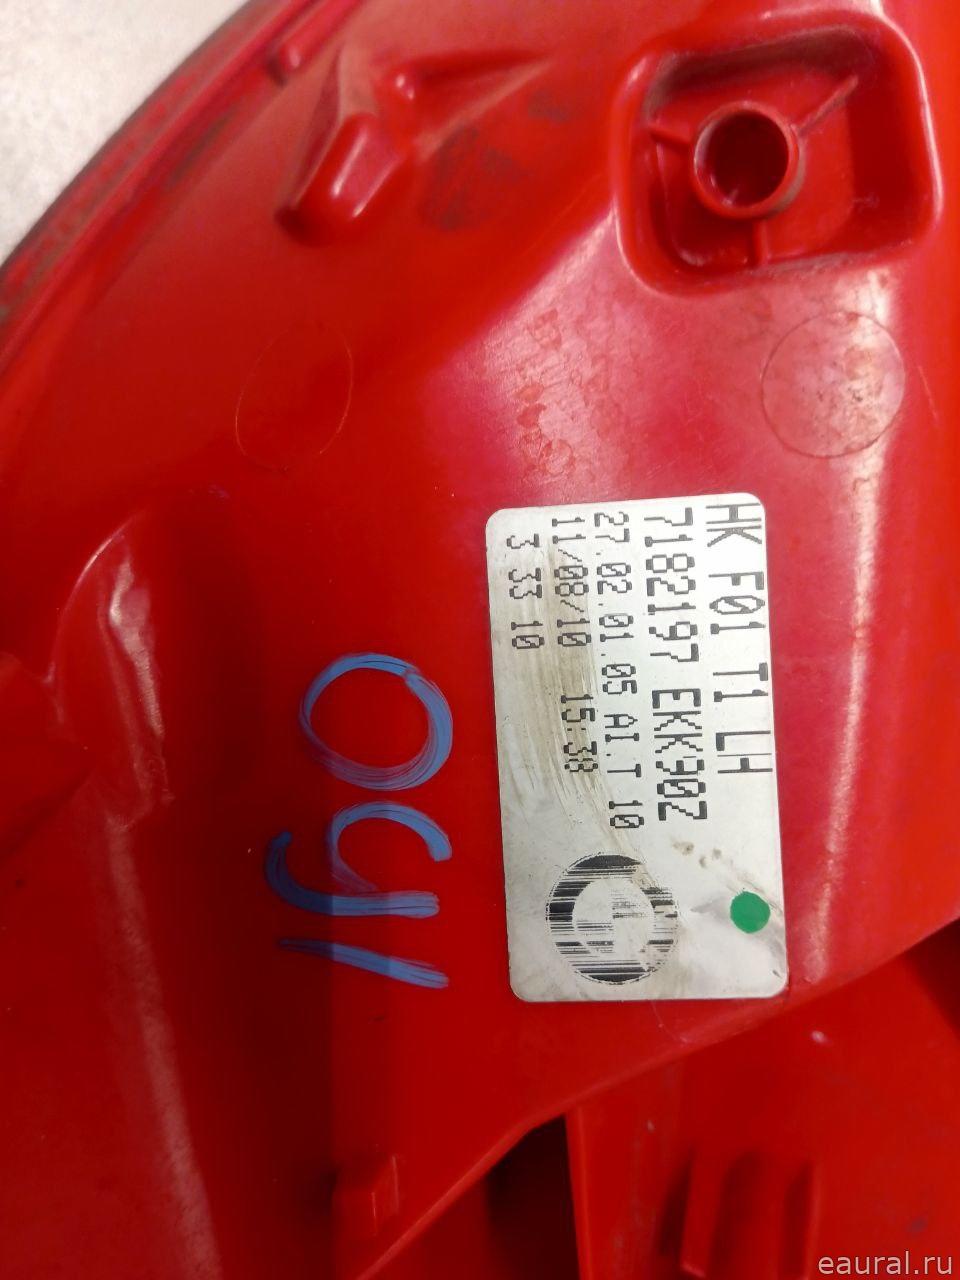 HK F01 T1 LH
7182197 EKK902
27.02.01.05 AI.T 10
11/08/10 15:38
3 33 10
eaural.ru